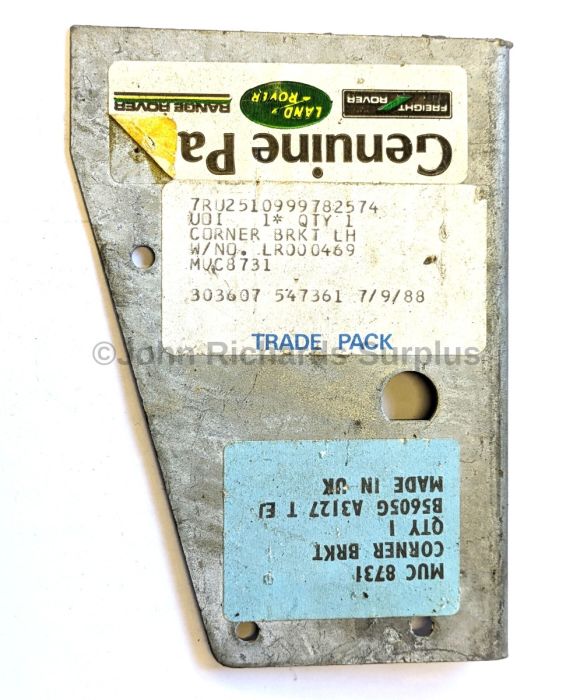 RANGE ROVER
LAND
ROVER
FREIGHT
ROVER
Genuine Pa
7RU2510999782574
UDI 1* QTY 1
CORNER BRKT LH
W/NO. LR000469
MUC8731
303607 547361 7/9/88
TRADE PACK
©John Richards Surplus
MUC 8731
CORNER BRKT
QTY 1
B5605G A3127 T EJ
MADE IN UK